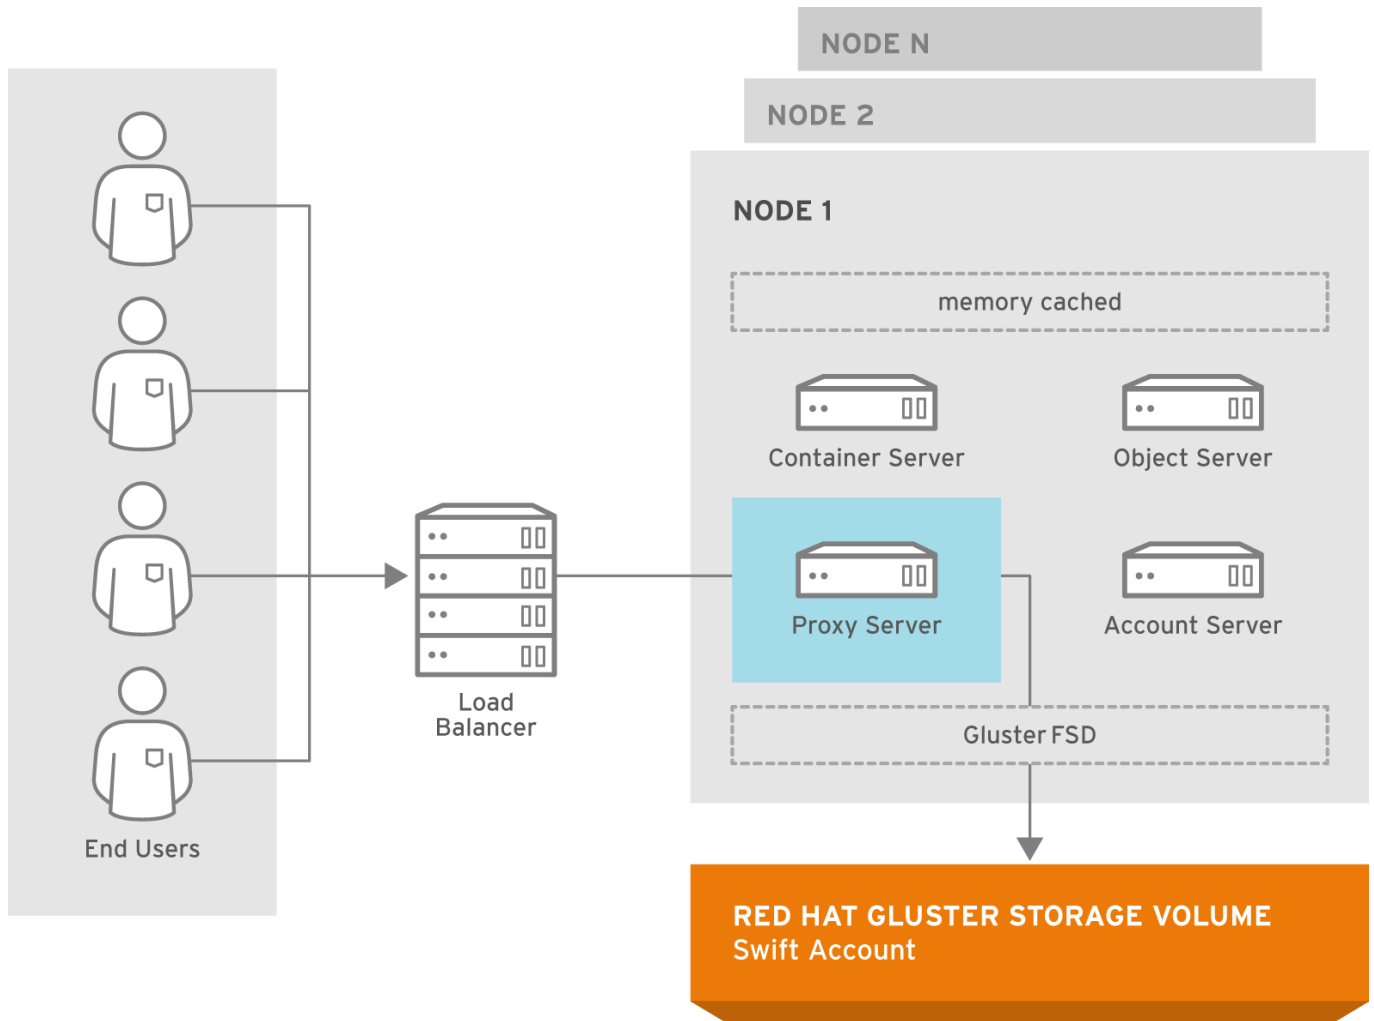 NODE N
NODE 2
NODE 1
memory cached
Container Server
Object Server
Proxy Server
Account Server
Load
Balancer
Gluster FSD
End Users
RED HAT GLUSTER STORAGE VOLUME
Swift Account